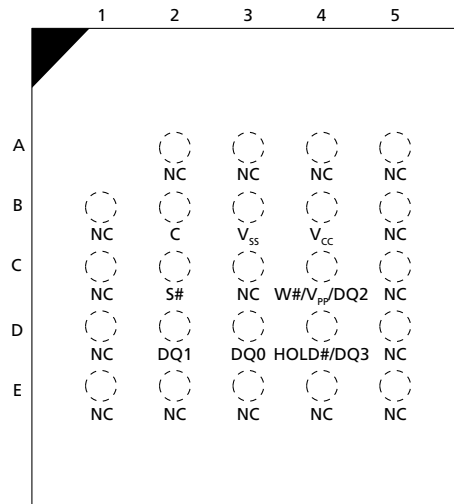 1 2 3 4 5
A
NC NC NC NC
B
NC C V_SS V_CC NC
C
NC S# NC W#/V_PP/DQ2 NC
D
NC DQ1 DQ0 HOLD#/DQ3 NC
E
NC NC NC NC NC